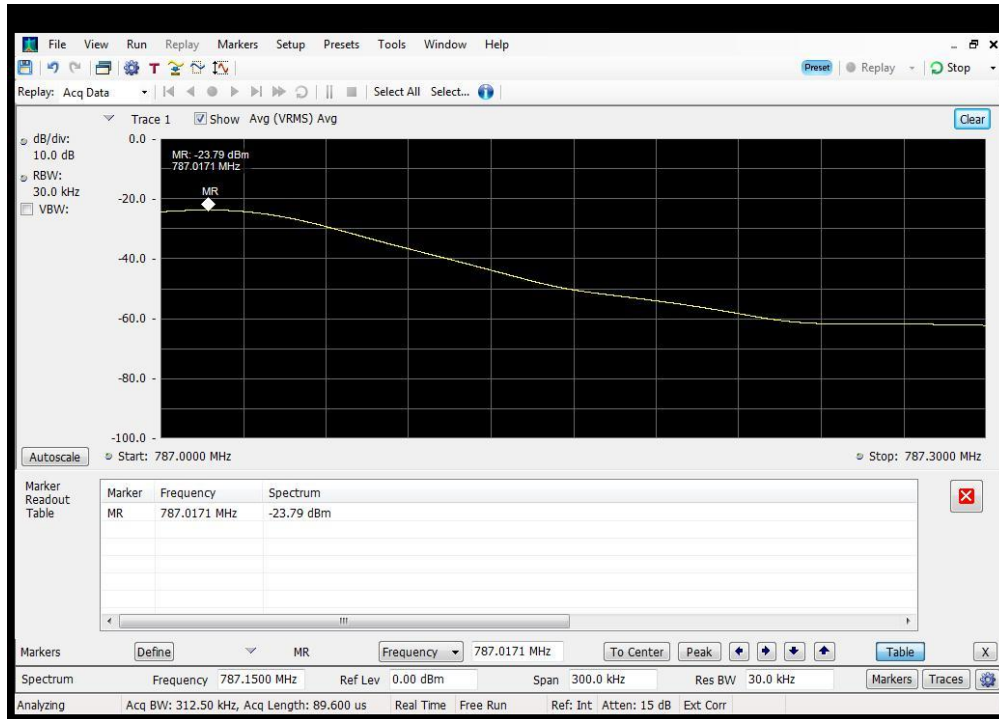 File View Run Replay Markers Setup Presets Tools Window Help
Preset Replay Stop
Replay: Acq Data Select All Select...
Trace 1 Show Avg (VRMS) Avg Clear
dB/div:
10.0 dB
RBW:
30.0 kHz
VBW:
0.0
-20.0
-40.0
-60.0
-80.0
-100.0
MR: -23.79 dBm
787.0171 MHz
MR
Autoscale Start: 787.0000 MHz Stop: 787.3000 MHz
Marker
Readout
Table
Marker Frequency Spectrum
MR 787.0171 MHz -23.79 dBm
Markers Define MR Frequency 787.0171 MHz To Center Peak Table X
Spectrum Frequency 787.1500 MHz Ref Lev 0.00 dBm Span 300.0 kHz Res BW 30.0 kHz Markers Traces
Analyzing Acq BW: 312.50 kHz, Acq Length: 89.600 us Real Time Free Run Ref: Int Atten: 15 dB Ext Corr